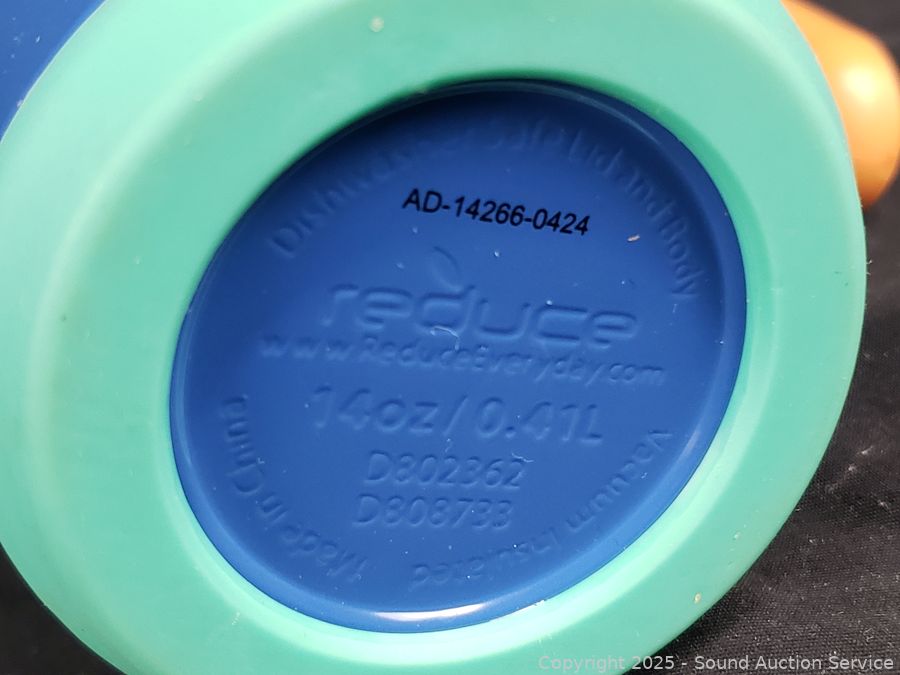 Dishwasher Safe Lid and Body
AD-14266-0424
reduce
www.ReduceEveryday.com
14oz/0.41L
D802362
D808733
Vacuum Insulated
Made in China
Copyright 2025 - Sound Auction Service